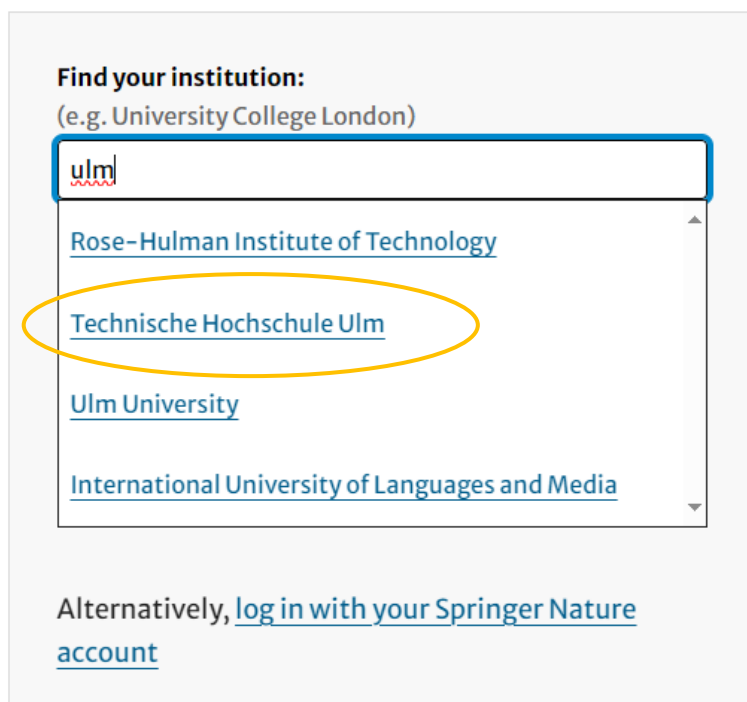 Find your institution:
(e.g. University College London)
ulm
Rose-Hulman Institute of Technology
Technische Hochschule Ulm
Ulm University
International University of Languages and Media
Alternatively, log in with your Springer Nature
account